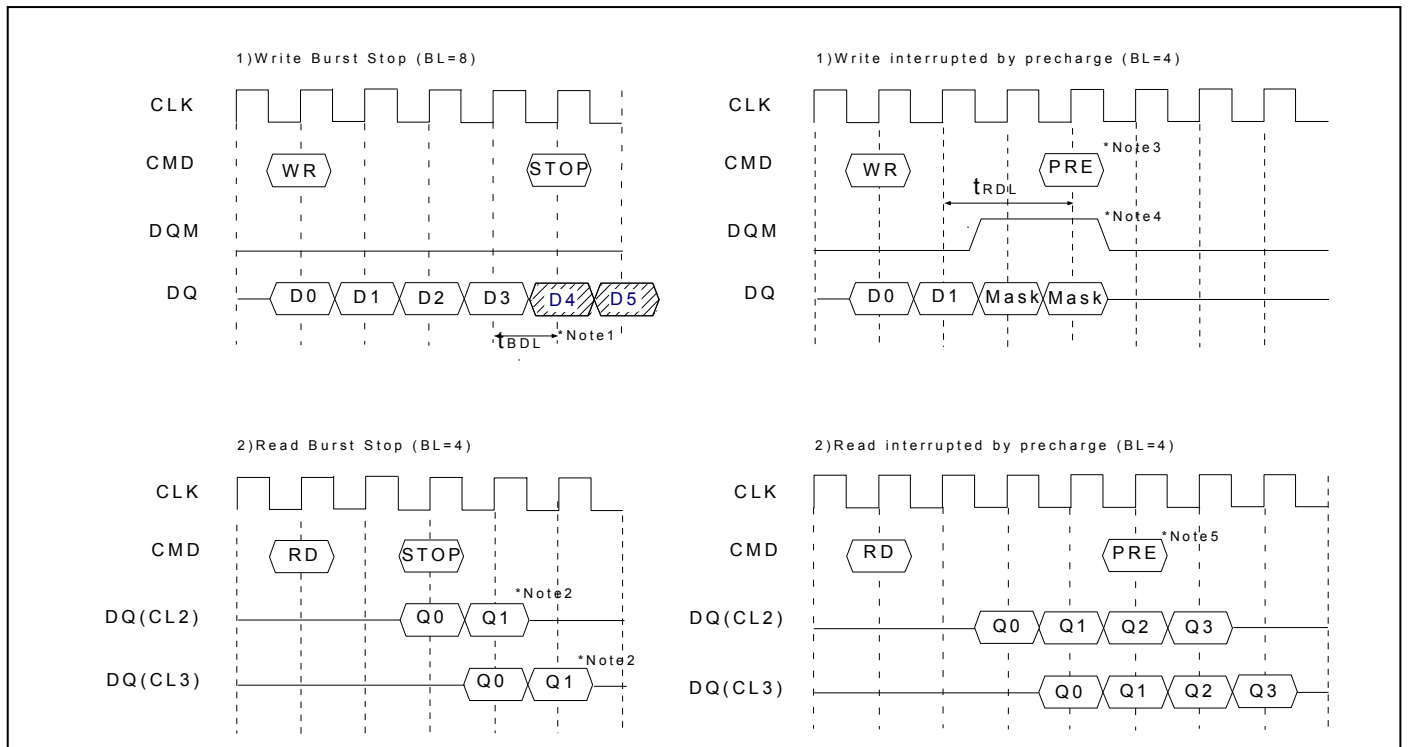 1)Write Burst Stop (BL=8)
CLK
CMD
WR
STOP
DQM
DQ
D0 D1 D2 D3 D4 D5
tBDL *Note1
1)Write interrupted by precharge (BL=4)
CLK
CMD
WR
PRE *Note3
tRDL
DQM
*Note4
DQ
D0 D1 Mask Mask
2)Read Burst Stop (BL=4)
CLK
CMD
RD
STOP
*Note2
DQ(CL2)
Q0 Q1
*Note2
DQ(CL3)
Q0 Q1
2)Read interrupted by precharge (BL=4)
CLK
CMD
RD
PRE *Note5
DQ(CL2)
Q0 Q1 Q2 Q3
DQ(CL3)
Q0 Q1 Q2 Q3